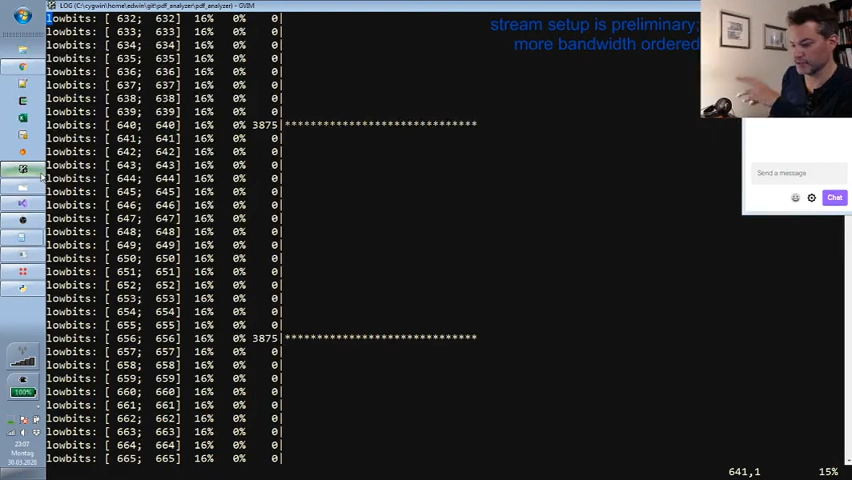 LOG (C:\cygwin\home\edwin\git\pdf_analyzer\pdf_analyzer) - GVIM
stream setup is preliminary;
more bandwidth ordered
lowbits: [ 632;  632]  16%   0%    0|
lowbits: [ 633;  633]  16%   0%    0|
lowbits: [ 634;  634]  16%   0%    0|
lowbits: [ 635;  635]  16%   0%    0|
lowbits: [ 636;  636]  16%   0%    0|
lowbits: [ 637;  637]  16%   0%    0|
lowbits: [ 638;  638]  16%   0%    0|
lowbits: [ 639;  639]  16%   0%    0|
lowbits: [ 640;  640]  16%   0% 3875|******************************
lowbits: [ 641;  641]  16%   0%    0|
lowbits: [ 642;  642]  16%   0%    0|
lowbits: [ 643;  643]  16%   0%    0|
lowbits: [ 644;  644]  16%   0%    0|
lowbits: [ 645;  645]  16%   0%    0|
lowbits: [ 646;  646]  16%   0%    0|
lowbits: [ 647;  647]  16%   0%    0|
lowbits: [ 648;  648]  16%   0%    0|
lowbits: [ 649;  649]  16%   0%    0|
lowbits: [ 650;  650]  16%   0%    0|
lowbits: [ 651;  651]  16%   0%    0|
lowbits: [ 652;  652]  16%   0%    0|
lowbits: [ 653;  653]  16%   0%    0|
lowbits: [ 654;  654]  16%   0%    0|
lowbits: [ 655;  655]  16%   0%    0|
lowbits: [ 656;  656]  16%   0% 3875|******************************
lowbits: [ 657;  657]  16%   0%    0|
lowbits: [ 658;  658]  16%   0%    0|
lowbits: [ 659;  659]  16%   0%    0|
lowbits: [ 660;  660]  16%   0%    0|
lowbits: [ 661;  661]  16%   0%    0|
lowbits: [ 662;  662]  16%   0%    0|
lowbits: [ 663;  663]  16%   0%    0|
lowbits: [ 664;  664]  16%   0%    0|
lowbits: [ 665;  665]  16%   0%    0|
641,1 15%
Send a message
Chat
100%
23:07
Montag
30.03.2020